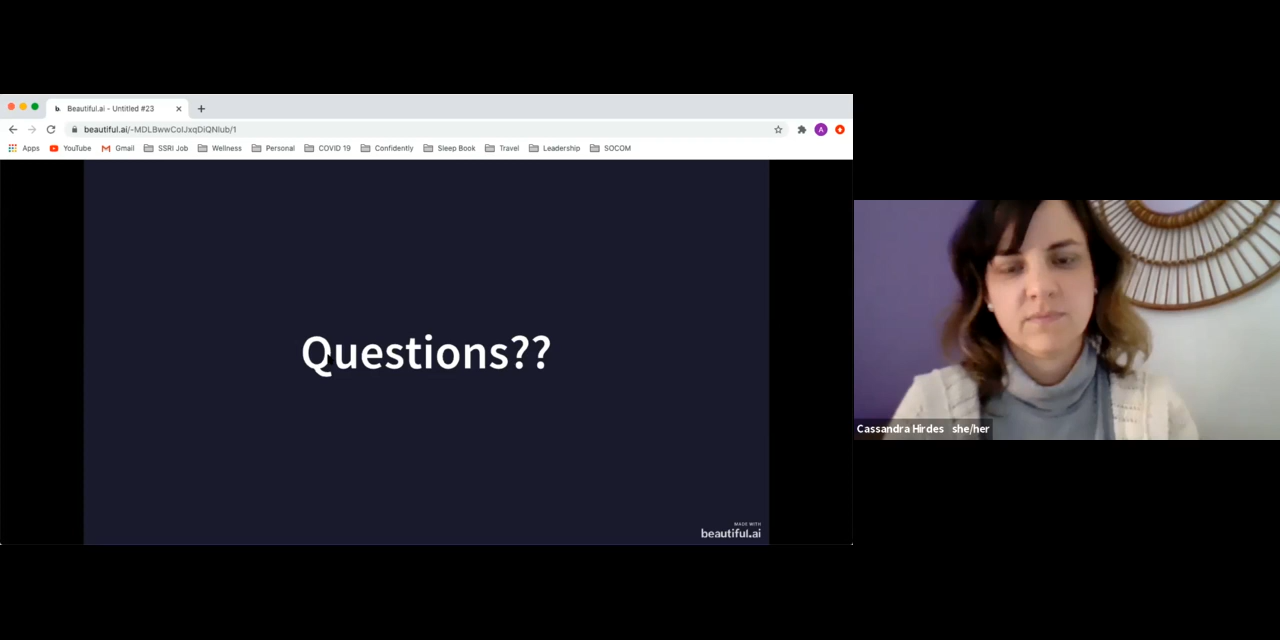 b. Beautiful.ai - Untitled #23
beautiful.ai/-MDLBwwColJxqDiQNlub/1
A
Apps YouTube Gmail SSRI Job Wellness Personal COVID 19 Confidently Sleep Book Travel Leadership SOCOM
Questions??
MADE WITH
beautiful.ai
Cassandra Hirdes she/her